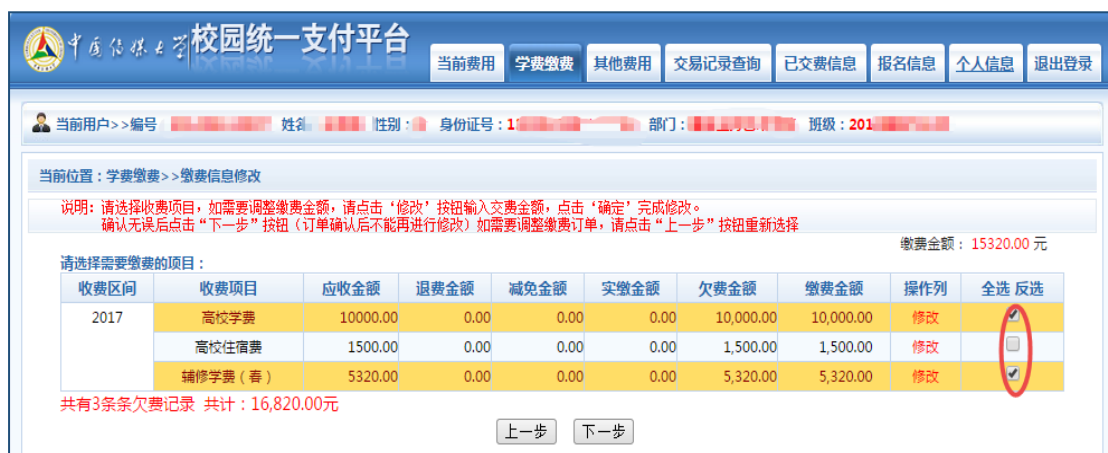 中国传媒大学校园统一支付平台
当前费用 学费缴费 其他费用 交易记录查询 已交费信息 报名信息 个人信息 退出登录
当前用户>>编号 姓名 性别： 身份证号：1 部门： 班级：201
当前位置：学费缴费>>缴费信息修改
说明：请选择收费项目，如需要调整缴费金额，请点击‘修改’按钮输入交费金额，点击‘确定’完成修改。
确认无误后点击“下一步”按钮（订单确认后不能再进行修改）如需要调整缴费订单，请点击“上一步”按钮重新选择
缴费金额： 15320.00 元
请选择需要缴费的项目：
收费区间 收费项目 应收金额 退费金额 减免金额 实缴金额 欠费金额 缴费金额 操作列 全选 反选
2017 高校学费 10000.00 0.00 0.00 0.00 10,000.00 10,000.00 修改
高校住宿费 1500.00 0.00 0.00 0.00 1,500.00 1,500.00 修改
辅修学费（春） 5320.00 0.00 0.00 0.00 5,320.00 5,320.00 修改
共有3条条欠费记录 共计：16,820.00元
上一步 下一步